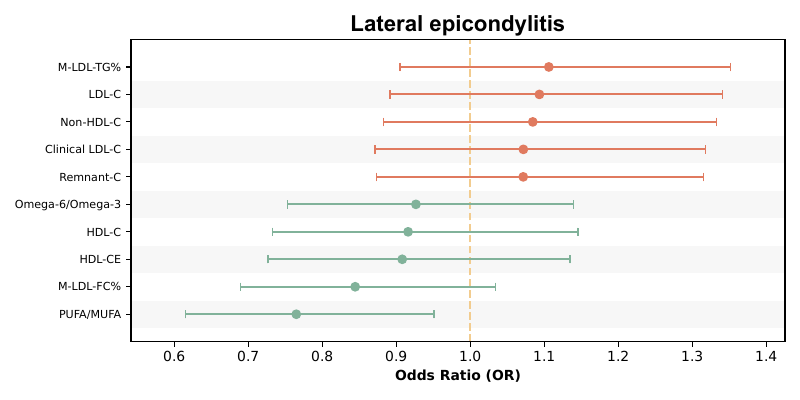 Lateral epicondylitis
M-LDL-TG%
LDL-C
Non-HDL-C
Clinical LDL-C
Remnant-C
Omega-6/Omega-3
HDL-C
HDL-CE
M-LDL-FC%
PUFA/MUFA
0.6 0.7 0.8 0.9 1.0 1.1 1.2 1.3 1.4
Odds Ratio (OR)